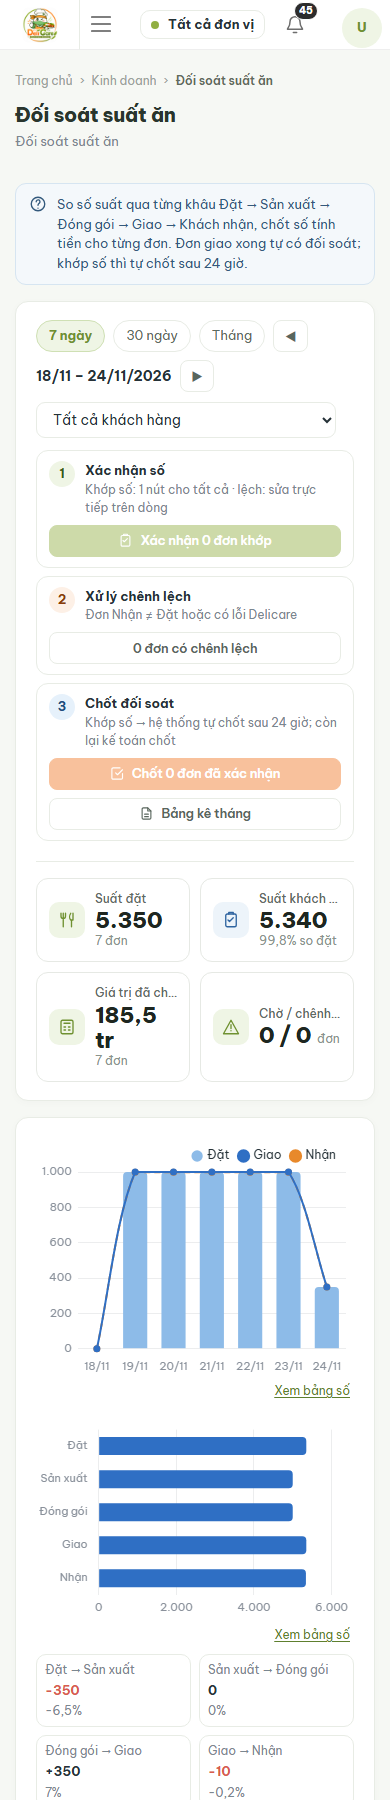 Tất cả đơn vị
45
U
Trang chủ > Kinh doanh > Đối soát suất ăn
Đối soát suất ăn
Đối soát suất ăn
So số suất qua từng khâu Đặt → Sản xuất →
Đóng gói → Giao → Khách nhận, chốt số tính
tiền cho từng đơn. Đơn giao xong tự có đối soát;
khớp số thì tự chốt sau 24 giờ.
7 ngày
30 ngày
Tháng
◀
18/11 – 24/11/2026
▶
Tất cả khách hàng
1
Xác nhận số
Khớp số: 1 nút cho tất cả · lệch: sửa trực
tiếp trên dòng
Xác nhận 0 đơn khớp
2
Xử lý chênh lệch
Đơn Nhận ≠ Đặt hoặc có lỗi Delicare
0 đơn có chênh lệch
3
Chốt đối soát
Khớp số → hệ thống tự chốt sau 24 giờ; còn
lại kế toán chốt
Chốt 0 đơn đã xác nhận
Bảng kê tháng
Suất đặt
5.350
7 đơn
Suất khách ...
5.340
99,8% so đặt
Giá trị đã ch...
185,5
tr
7 đơn
Chờ / chênh...
0 / 0 đơn
Đặt
Giao
Nhận
1.000
800
600
400
200
0
18/11
19/11
20/11
21/11
22/11
23/11
24/11
Xem bảng số
Đặt
Sản xuất
Đóng gói
Giao
Nhận
0
2.000
4.000
6.000
Xem bảng số
Đặt → Sản xuất
-350
-6,5%
Sản xuất → Đóng gói
0
0%
Đóng gói → Giao
+350
7%
Giao → Nhận
-10
-0,2%